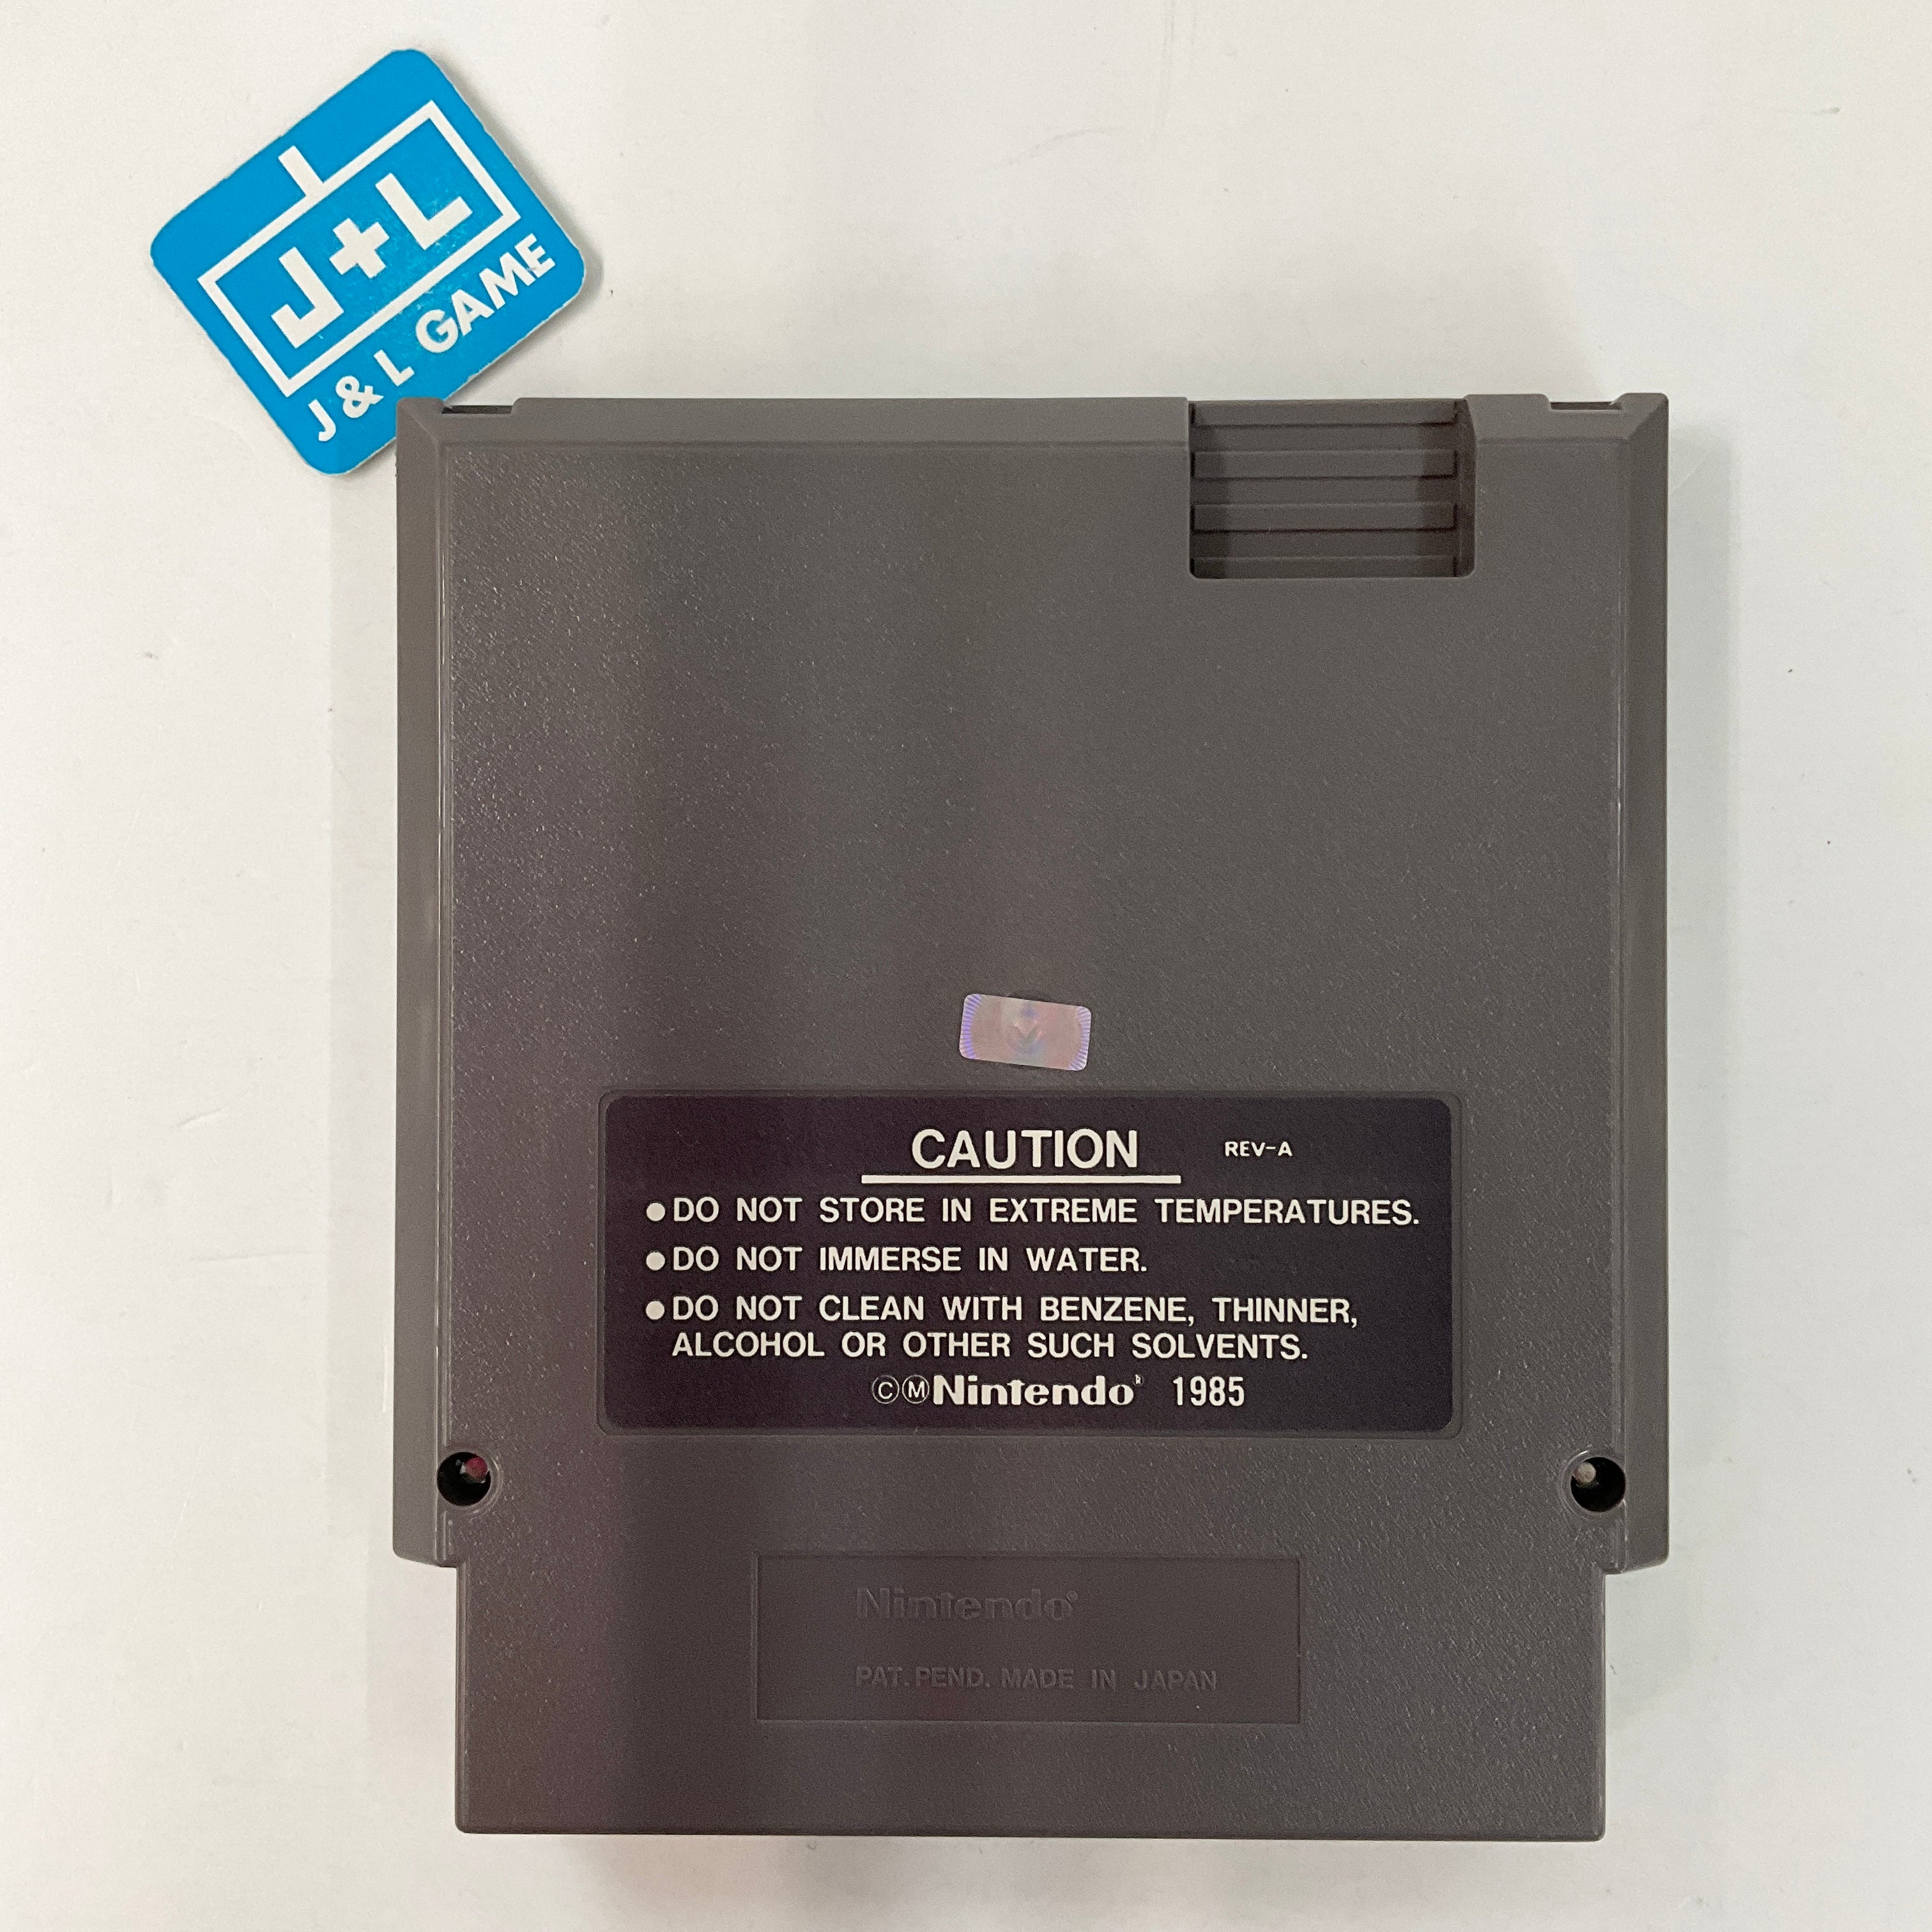 J+L
J & L GAME
CAUTION REV-A
●DO NOT STORE IN EXTREME TEMPERATURES.
●DO NOT IMMERSE IN WATER.
●DO NOT CLEAN WITH BENZENE, THINNER,
ALCOHOL OR OTHER SUCH SOLVENTS.
ⒸⓂNintendo® 1985
Nintendo®
PAT. PEND. MADE IN JAPAN